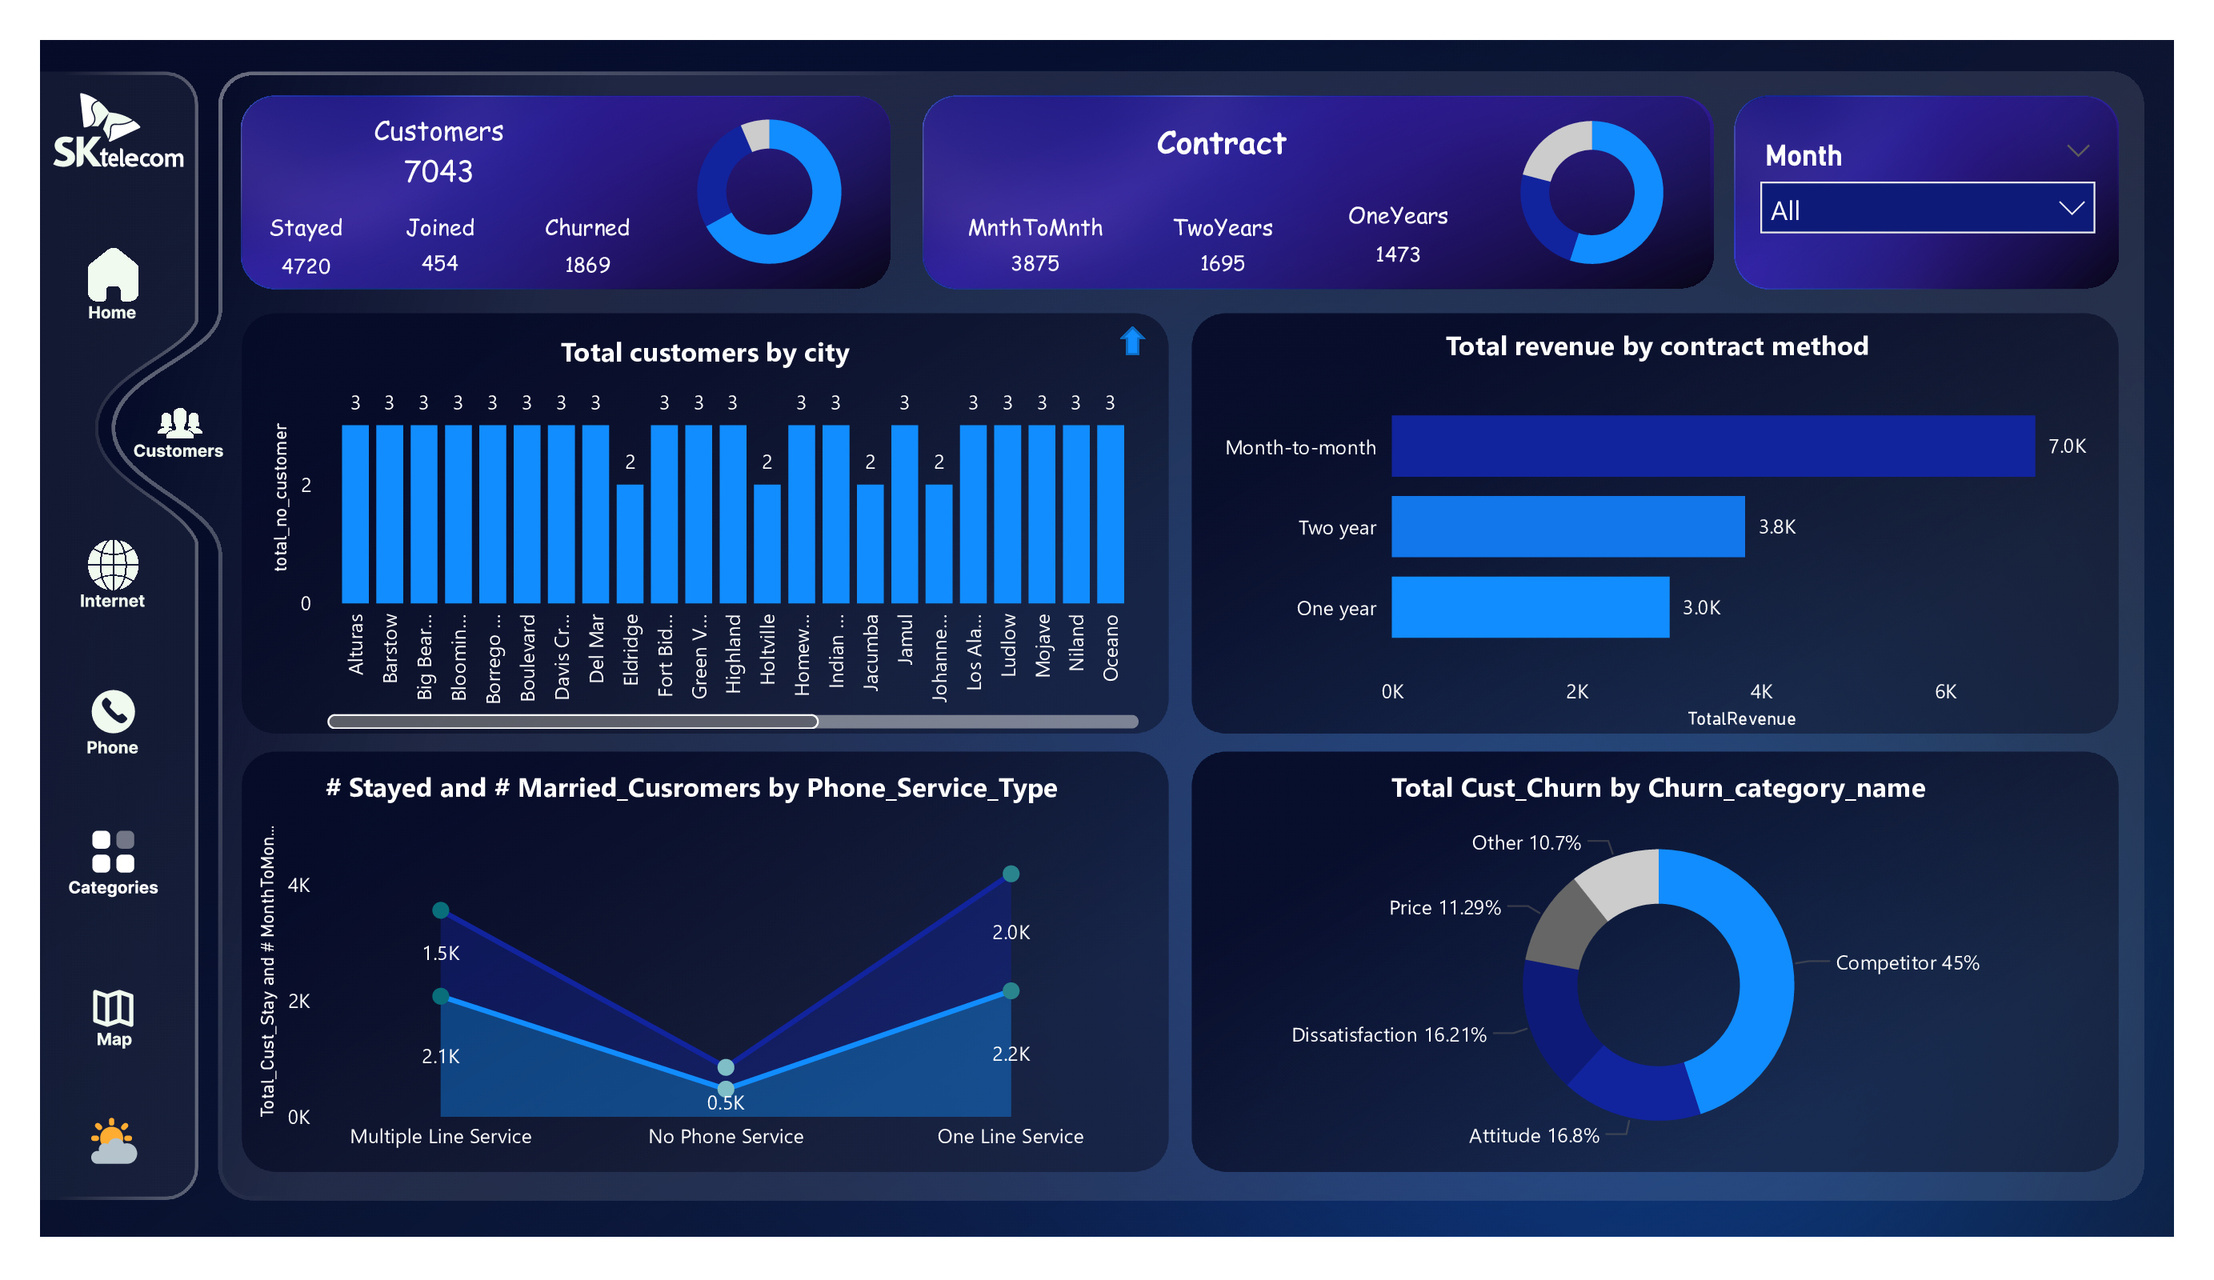 SK telecom
Home
Customers
Internet
Phone
Categories
Map
Customers
7043
Stayed
Joined
Churned
4720
454
1869
Contract
MnthToMnth
TwoYears
OneYears
3875
1695
1473
Month
All
Total customers by city
total_no_customer
2
0
3 3 3 3 3 3 3 3 2 3 3 3 2 3 3 2 3 2 3 3 3 3 3
Alturas
Barstow
Big Bear...
Bloomin...
Borrego ...
Boulevard
Davis Cr...
Del Mar
Eldridge
Fort Bid...
Green V...
Highland
Holtville
Homew...
Indian ...
Jacumba
Jamul
Johanne...
Los Ala...
Ludlow
Mojave
Niland
Oceano
Total revenue by contract method
Month-to-month
7.0K
Two year
3.8K
One year
3.0K
0K 2K 4K 6K
TotalRevenue
# Stayed and # Married_Cusromers by Phone_Service_Type
Total_Cust_Stay and # MonthToMon...
4K
2K
0K
1.5K
2.0K
2.1K
0.5K
2.2K
Multiple Line Service
No Phone Service
One Line Service
Total Cust_Churn by Churn_category_name
Other 10.7%
Price 11.29%
Competitor 45%
Dissatisfaction 16.21%
Attitude 16.8%